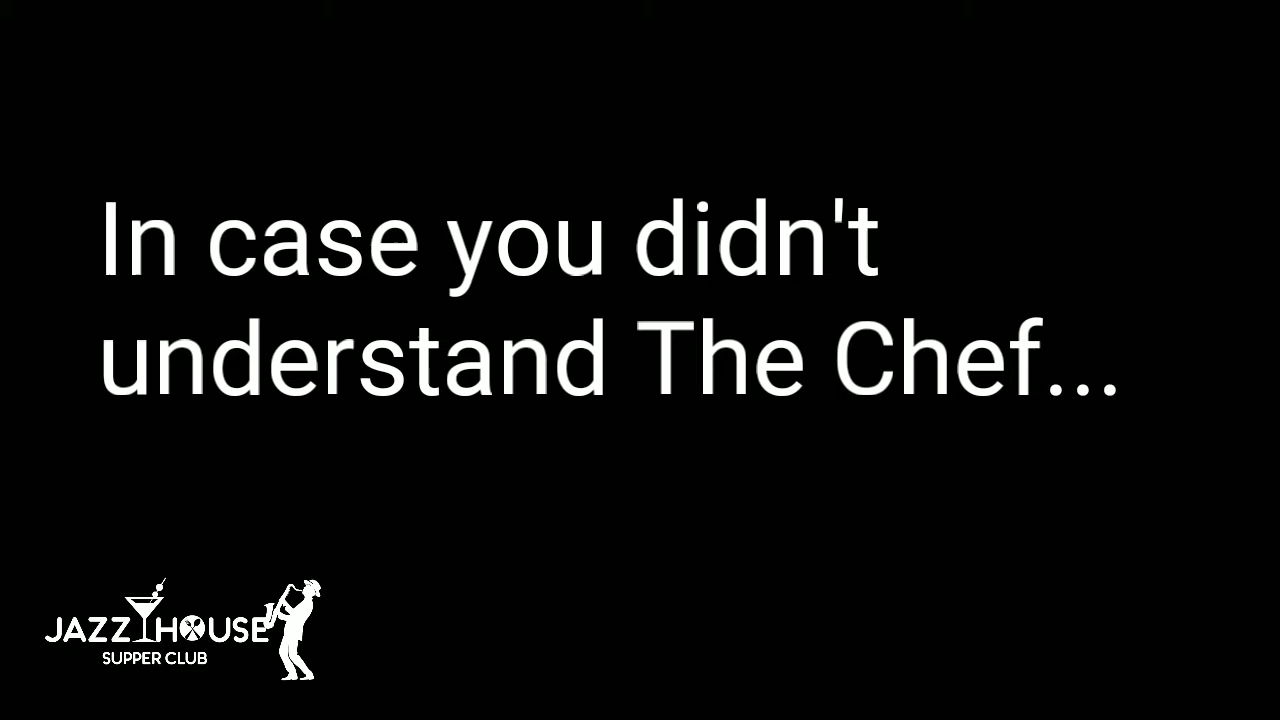 In case you didn't
understand The Chef...
JAZZ HOUSE
SUPPER CLUB